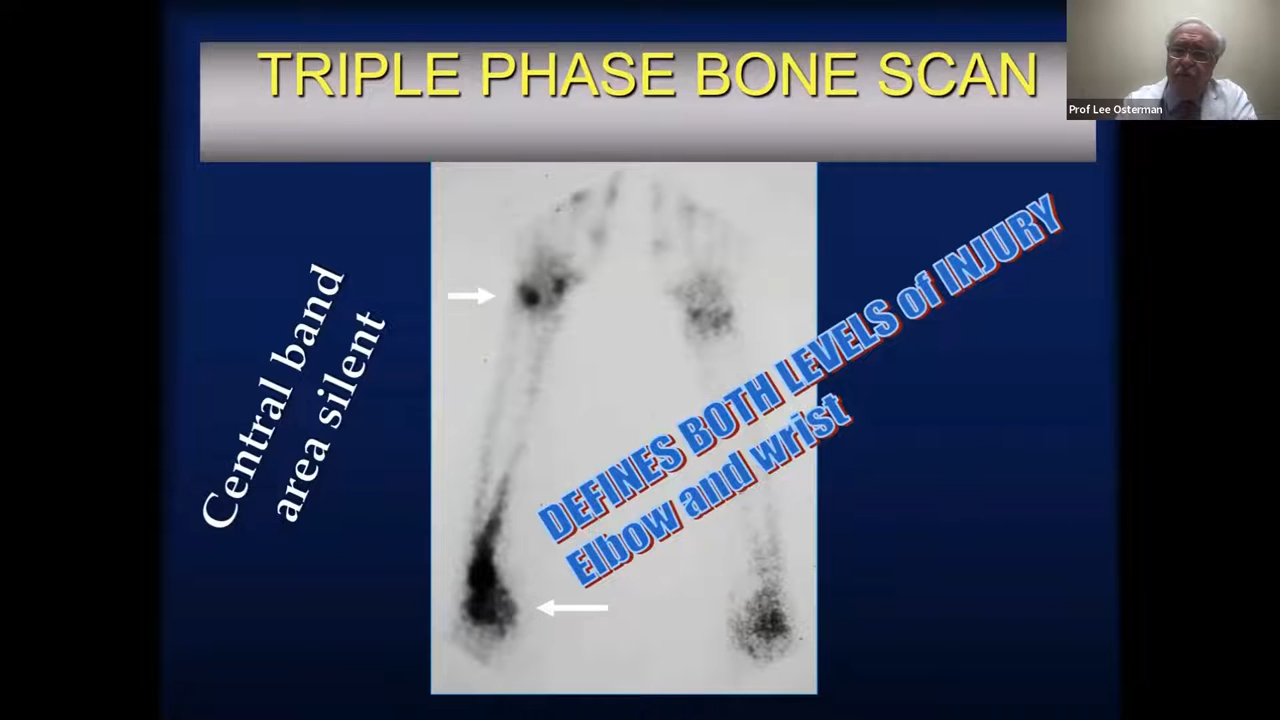 TRIPLE PHASE BONE SCAN
Prof Lee Osterman
Central band
area silent
DEFINES BOTH LEVELS of INJURY
Elbow and wrist